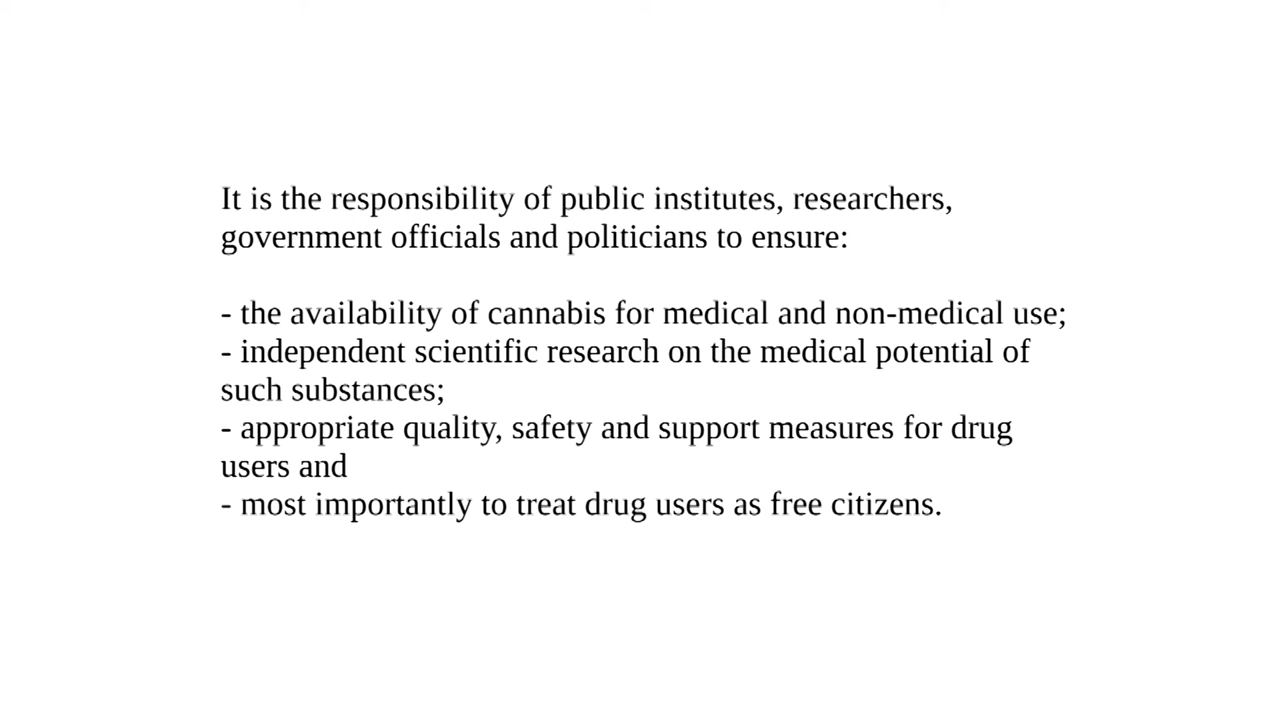 It is the responsibility of public institutes, researchers,
government officials and politicians to ensure:
- the availability of cannabis for medical and non-medical use;
- independent scientific research on the medical potential of
such substances;
- appropriate quality, safety and support measures for drug
users and
- most importantly to treat drug users as free citizens.